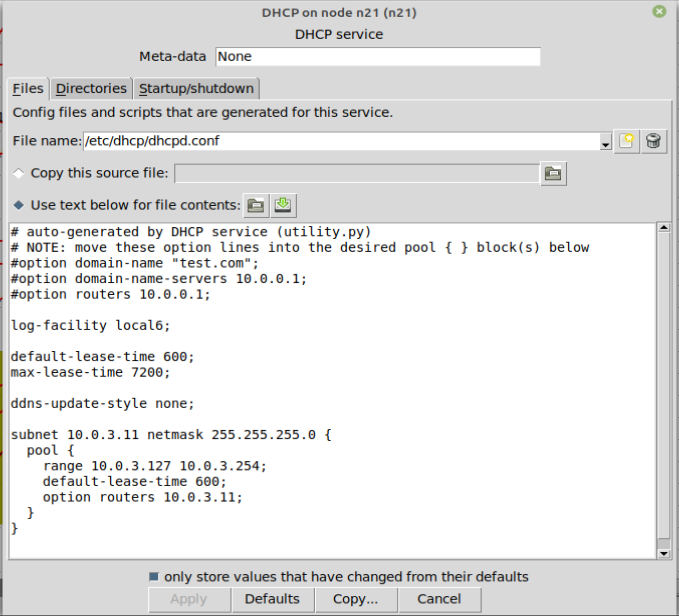 DHCP on node n21 (n21)
DHCP service
Meta-data None
Files Directories Startup/shutdown
Config files and scripts that are generated for this service.
File name: /etc/dhcp/dhcpd.conf
Copy this source file:
Use text below for file contents:
# auto-generated by DHCP service (utility.py)
# NOTE: move these option lines into the desired pool { } block(s) below
#option domain-name "test.com";
#option domain-name-servers 10.0.0.1;
#option routers 10.0.0.1;
log-facility local6;
default-lease-time 600;
max-lease-time 7200;
ddns-update-style none;
subnet 10.0.3.11 netmask 255.255.255.0 {
pool {
range 10.0.3.127 10.0.3.254;
default-lease-time 600;
option routers 10.0.3.11;
}
}
only store values that have changed from their defaults
Apply Defaults Copy... Cancel